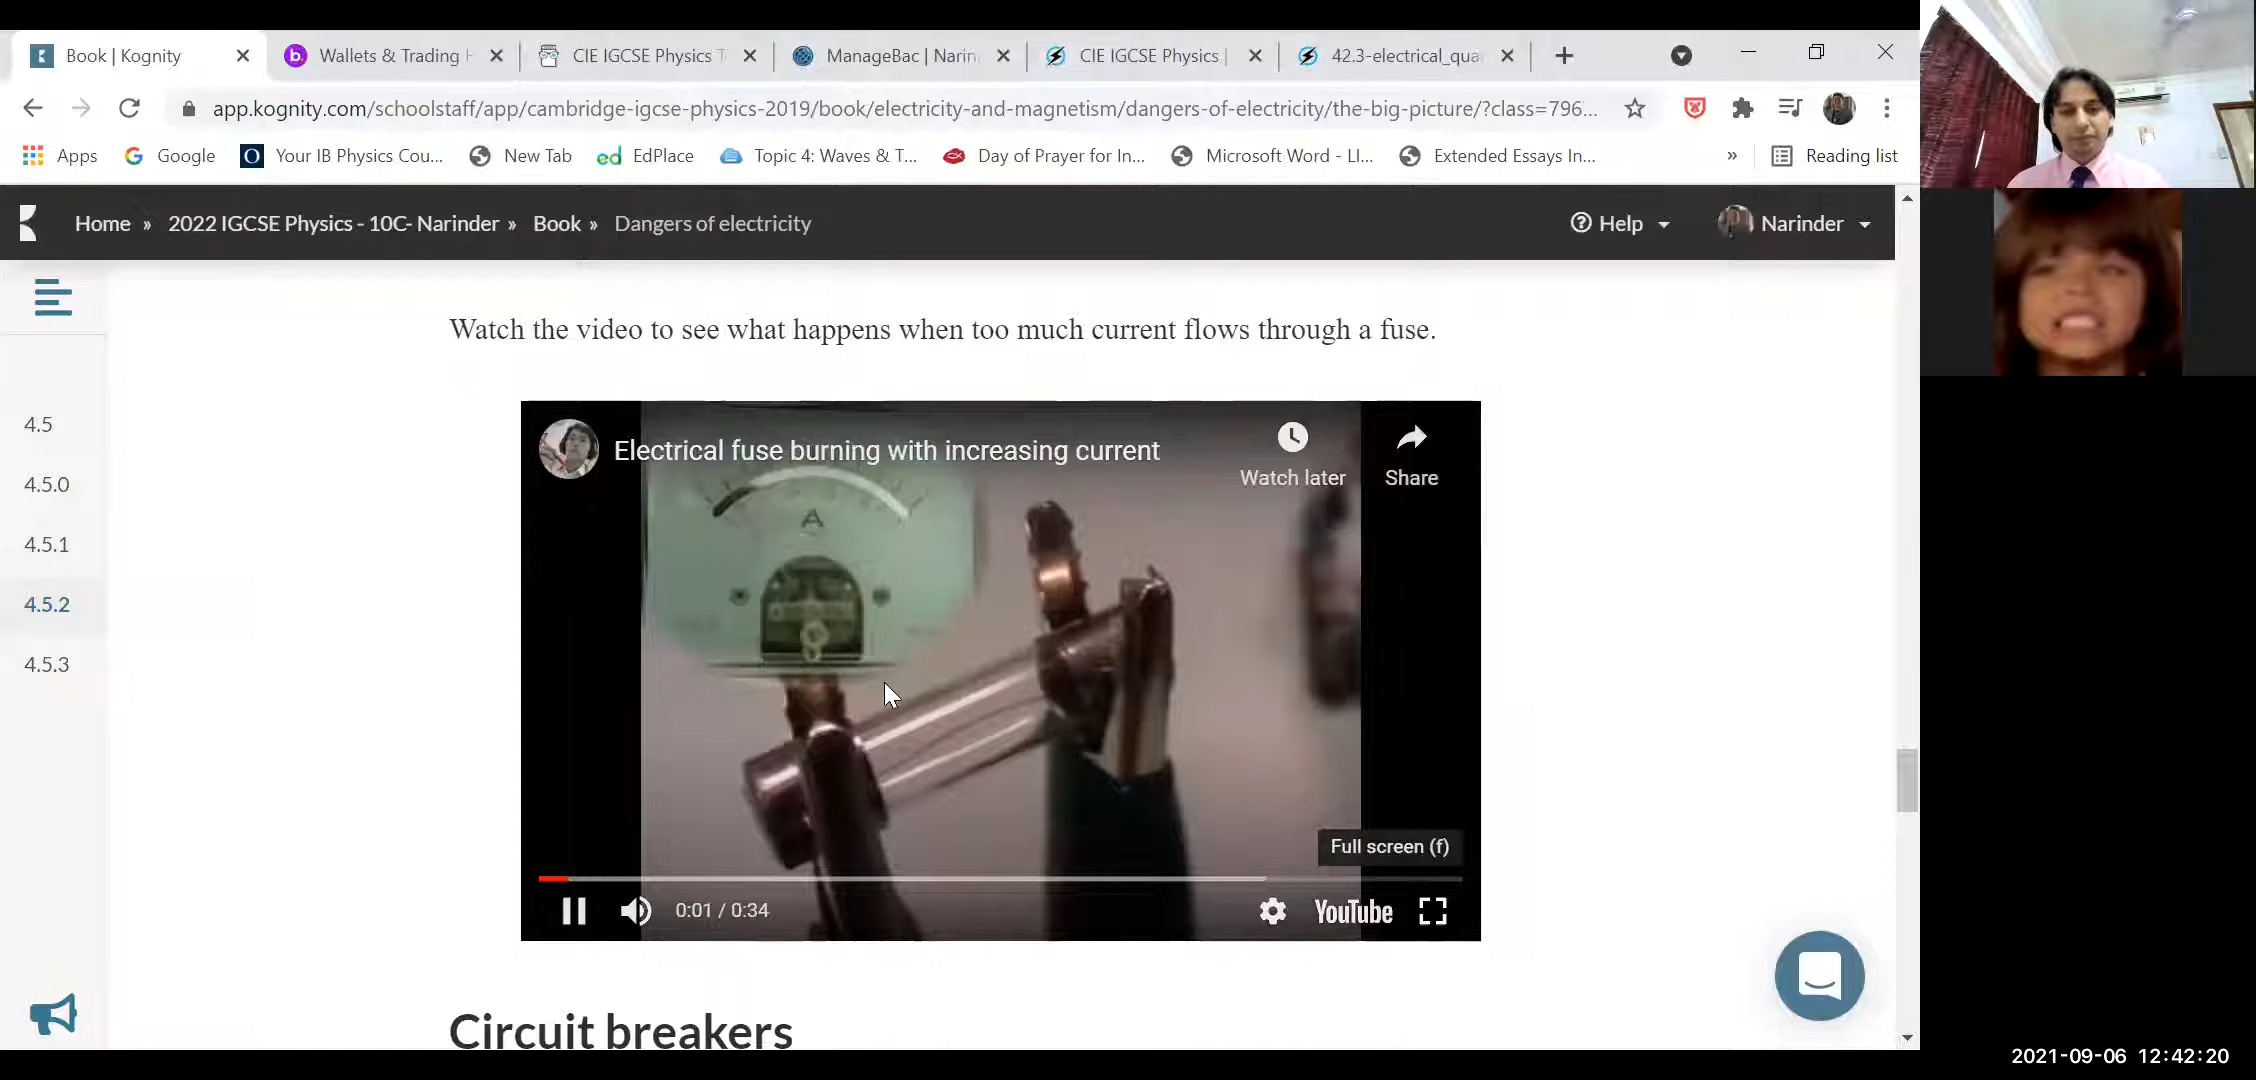 Book | Kognity
Wallets & Trading H
CIE IGCSE Physics T
ManageBac | Narin
CIE IGCSE Physics |
42.3-electrical_qua
app.kognity.com/schoolstaff/app/cambridge-igcse-physics-2019/book/electricity-and-magnetism/dangers-of-electricity/the-big-picture/?class=796...
Apps
Google
Your IB Physics Cou...
New Tab
EdPlace
Topic 4: Waves & T...
Day of Prayer for In...
Microsoft Word - LI...
Extended Essays In...
»
Reading list
Home » 2022 IGCSE Physics - 10C- Narinder » Book » Dangers of electricity
Help
Narinder
Watch the video to see what happens when too much current flows through a fuse.
4.5
4.5.0
4.5.1
4.5.2
4.5.3
Electrical fuse burning with increasing current
Watch later
Share
A
Full screen (f)
0:01 / 0:34
YouTube
Circuit breakers
2021-09-06 12:42:20